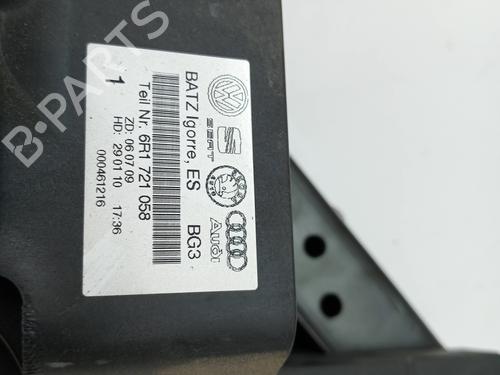 BATZ Igorre, ES BG3
Teil Nr. 6R1 721 058
1 ZD: 06 07 09
HD: 29 01 10 17:36
000461216
SEAT
Audi
B-PARTS